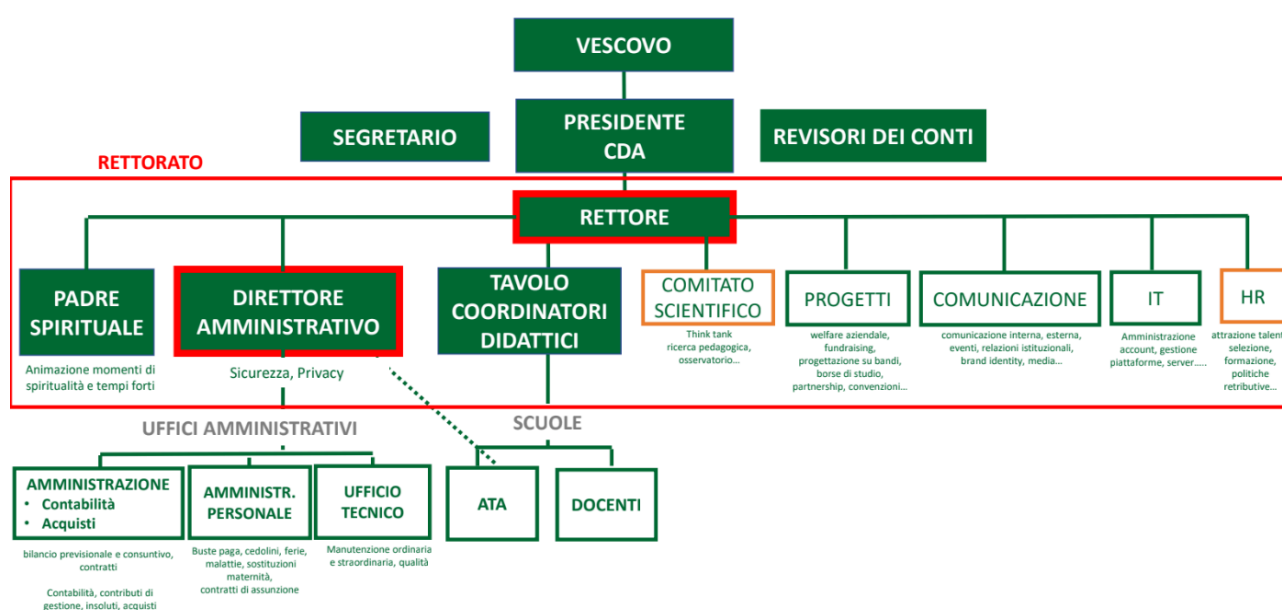 VESCOVO
SEGRETARIO
PRESIDENTE
CDA
REVISORI DEI CONTI
RETTORATO
RETTORE
PADRE
SPIRITUALE
Animazione momenti di
spiritualità e tempi forti
DIRETTORE
AMMINISTRATIVO
Sicurezza, Privacy
TAVOLO
COORDINATORI
DIDATTICI
COMITATO
SCIENTIFICO
Think tank
ricerca pedagogica,
osservatorio...
PROGETTI
welfare aziendale,
fundraising,
progettazione su bandi,
borse di studio,
partnership, convenzioni...
COMUNICAZIONE
comunicazione interna, esterna,
eventi, relazioni istituzionali,
brand identity, media...
IT
Amministrazione
account, gestione
piattaforme, server.....
HR
attrazione talent
selezione,
formazione,
politiche
retributive...
UFFICI AMMINISTRATIVI
SCUOLE
AMMINISTRAZIONE
• Contabilità
• Acquisti
bilancio previsionale e consuntivo,
contratti
Contabilità, contributi di
gestione, insoluti, acquisti
AMMINISTR.
PERSONALE
Buste paga, cedolini, ferie,
malattie, sostituzioni
maternità,
contratti di assunzione
UFFICIO
TECNICO
Manutenzione ordinaria
e straordinaria, qualità
ATA
DOCENTI